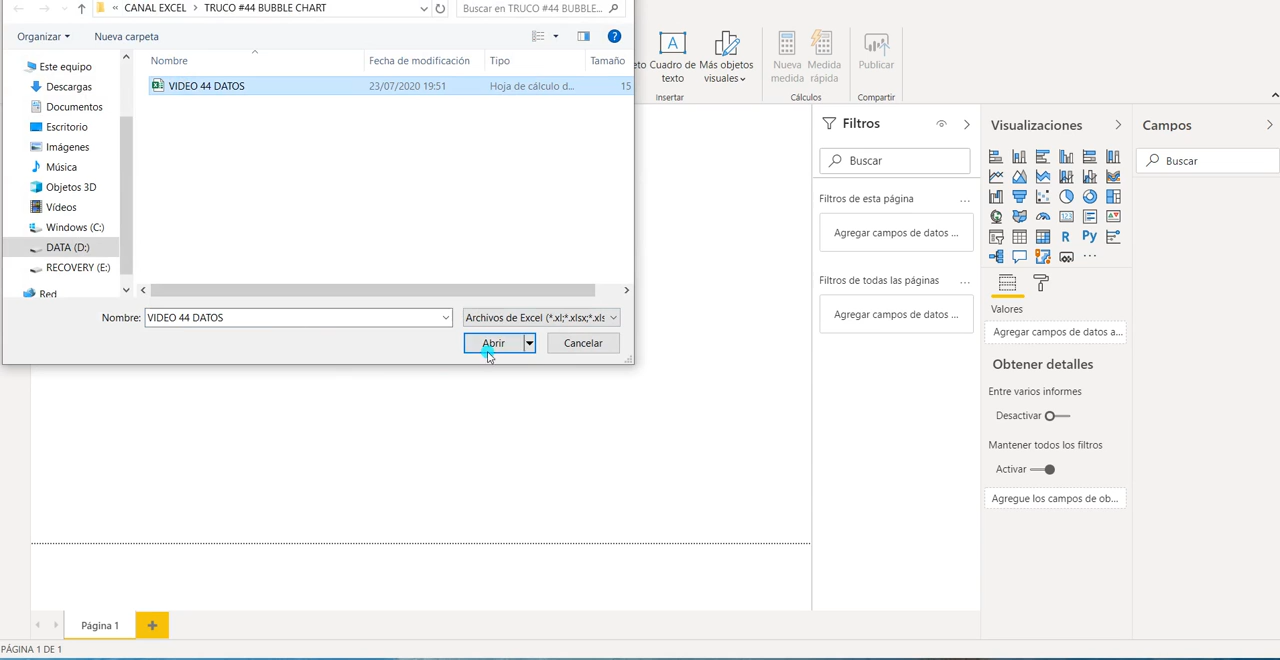 « CANAL EXCEL > TRUCO #44 BUBBLE CHART
Buscar en TRUCO #44 BUBBLE...
Organizar
Nueva carpeta
?
Nombre
Fecha de modificación
Tipo
Tamaño
VIDEO 44 DATOS
23/07/2020 19:51
Hoja de cálculo d...
15
Este equipo
Descargas
Documentos
Escritorio
Imágenes
Música
Objetos 3D
Vídeos
Windows (C:)
DATA (D:)
RECOVERY (E:)
Red
Nombre:
VIDEO 44 DATOS
Archivos de Excel (*.xl;*.xlsx;*.xls
Abrir
Cancelar
A
Cuadro de
texto
Más objetos
visuales
Insertar
Nueva
medida
Medida
rápida
Cálculos
Publicar
Compartir
Filtros
Buscar
Filtros de esta página
...
Agregar campos de datos ...
Filtros de todas las páginas
...
Agregar campos de datos ...
Visualizaciones
123
R
Py
...
Valores
Agregar campos de datos a...
Obtener detalles
Entre varios informes
Desactivar
Mantener todos los filtros
Activar
Agregue los campos de ob...
Campos
Buscar
Página 1
+
PÁGINA 1 DE 1